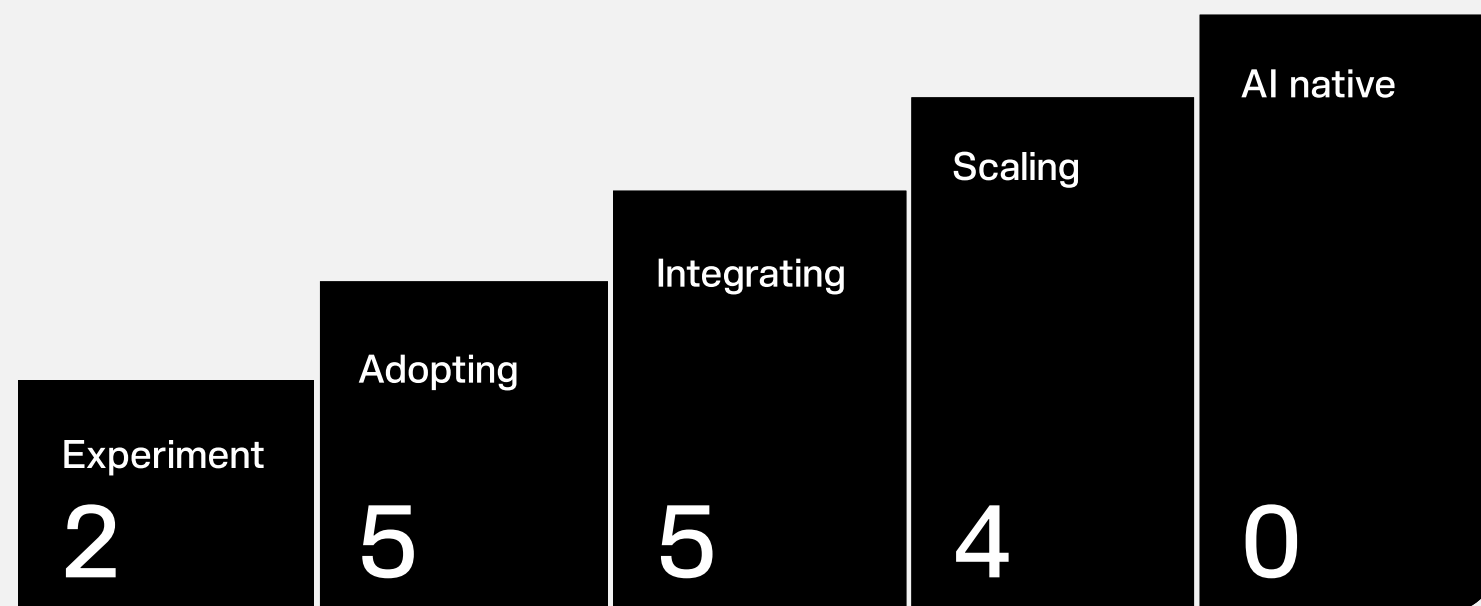 Experiment
2
Adopting
5
Integrating
5
Scaling
4
AI native
0